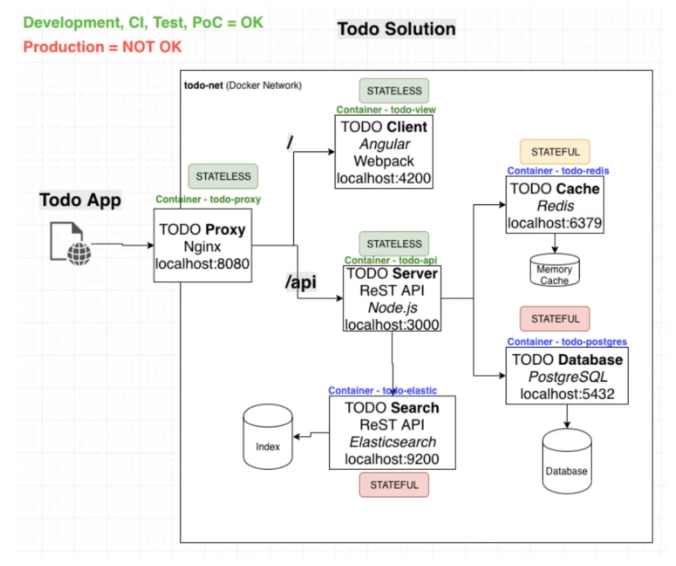 Development, CI, Test, PoC = OK
Production = NOT OK
Todo Solution
todo-net (Docker Network)
STATELESS
Container - todo-view
TODO Client
Angular
Webpack
localhost:4200
/
STATELESS
Container - todo-proxy
TODO Proxy
Nginx
localhost:8080
Todo App
STATEFUL
Container - todo-redis
TODO Cache
Redis
localhost:6379
Memory
Cache
STATELESS
Container - todo-api
TODO Server
ReST API
Node.js
localhost:3000
/api
STATEFUL
Container - todo-postgres
TODO Database
PostgreSQL
localhost:5432
Database
Container - todo-elastic
TODO Search
ReST API
Elasticsearch
localhost:9200
STATEFUL
Index